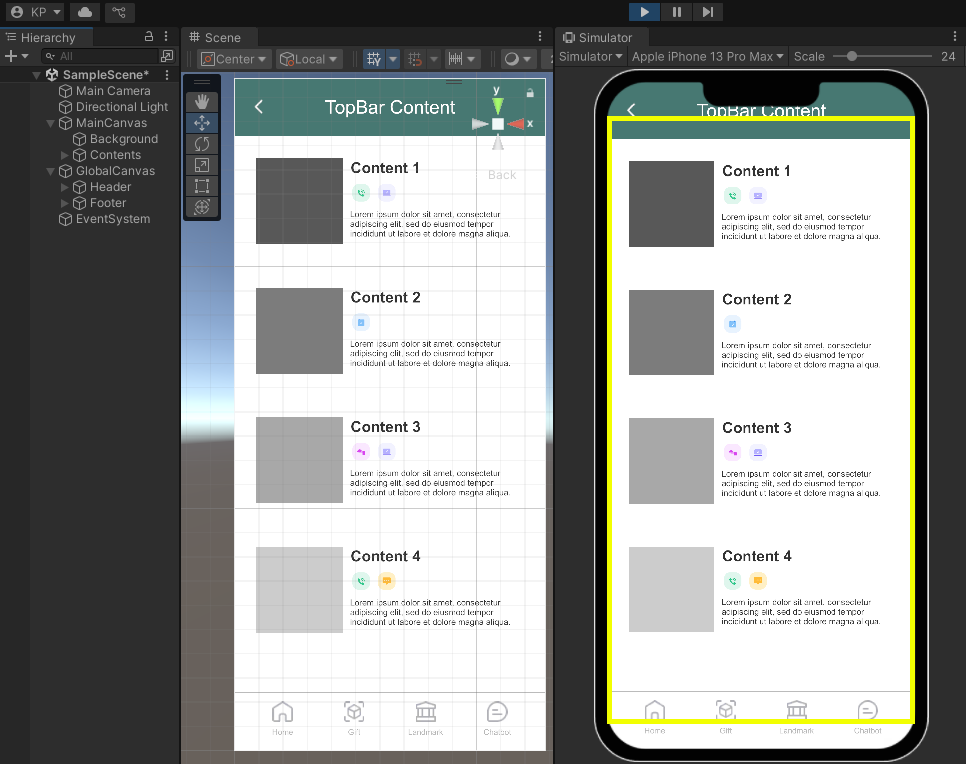 KP
Hierarchy
All
SampleScene*
Main Camera
Directional Light
MainCanvas
Background
Contents
GlobalCanvas
Header
Footer
EventSystem
Scene
Center
Local
TopBar Content
y
x
Back
Content 1
Lorem ipsum dolor sit amet, consectetur
adipiscing elit, sed do eiusmod tempor
incididunt ut labore et dolore magna aliqua.
Content 2
Lorem ipsum dolor sit amet, consectetur
adipiscing elit, sed do eiusmod tempor
incididunt ut labore et dolore magna aliqua.
Content 3
Lorem ipsum dolor sit amet, consectetur
adipiscing elit, sed do eiusmod tempor
incididunt ut labore et dolore magna aliqua.
Content 4
Lorem ipsum dolor sit amet, consectetur
adipiscing elit, sed do eiusmod tempor
incididunt ut labore et dolore magna aliqua.
Home Gift Landmark Chatbot
Simulator
Simulator Apple iPhone 13 Pro Max Scale 24
TopBar Content
Content 1
Lorem ipsum dolor sit amet, consectetur
adipiscing elit, sed do eiusmod tempor
incididunt ut labore et dolore magna aliqua.
Content 2
Lorem ipsum dolor sit amet, consectetur
adipiscing elit, sed do eiusmod tempor
incididunt ut labore et dolore magna aliqua.
Content 3
Lorem ipsum dolor sit amet, consectetur
adipiscing elit, sed do eiusmod tempor
incididunt ut labore et dolore magna aliqua.
Content 4
Lorem ipsum dolor sit amet, consectetur
adipiscing elit, sed do eiusmod tempor
incididunt ut labore et dolore magna aliqua.
Home Gift Landmark Chatbot